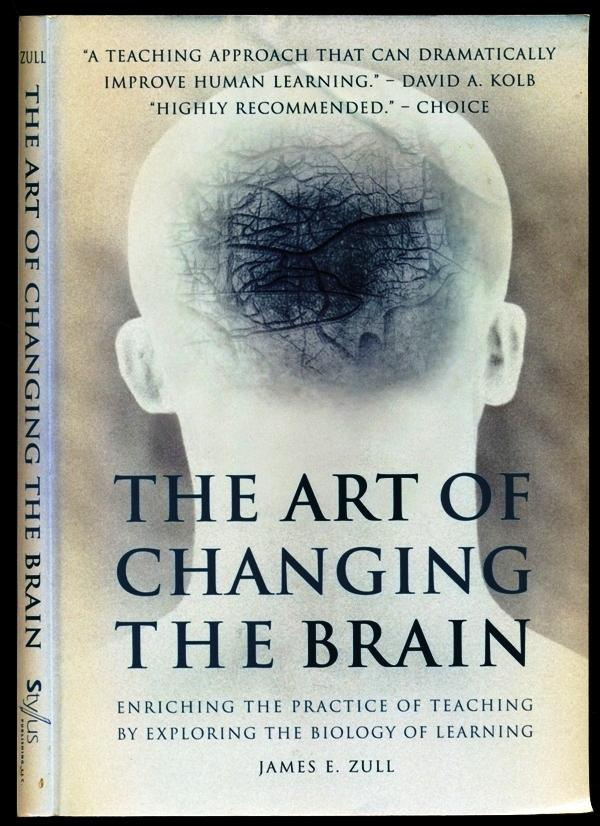 ZULL
THE ART OF CHANGING THE BRAIN
Stylus
PUBLISHING, LLC
“A TEACHING APPROACH THAT CAN DRAMATICALLY
IMPROVE HUMAN LEARNING.” – DAVID A. KOLB
“HIGHLY RECOMMENDED.” – CHOICE
THE ART OF
CHANGING
THE BRAIN
ENRICHING THE PRACTICE OF TEACHING
BY EXPLORING THE BIOLOGY OF LEARNING
JAMES E. ZULL